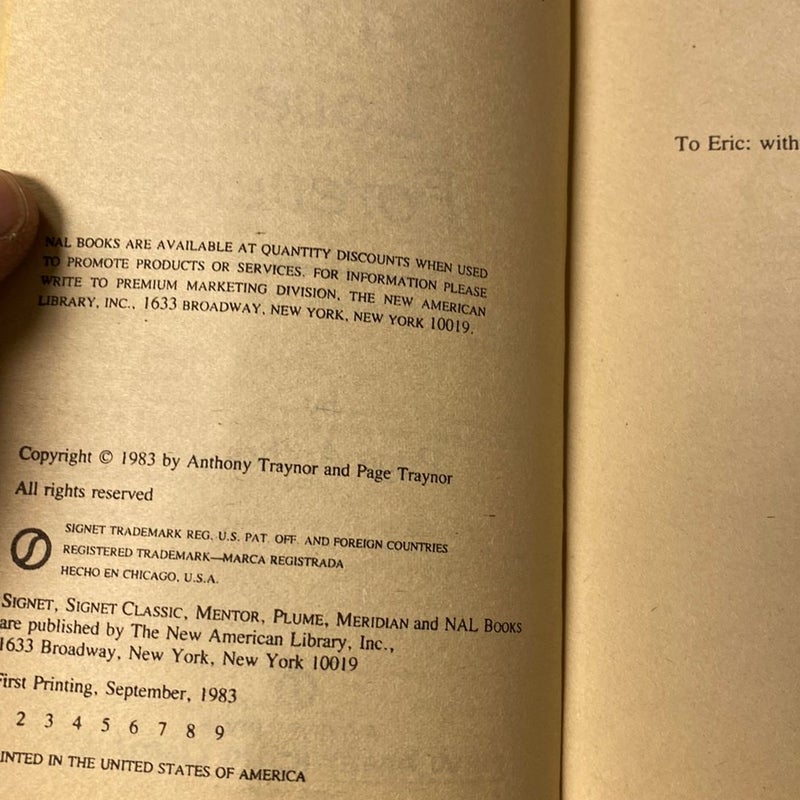 NAL BOOKS ARE AVAILABLE AT QUANTITY DISCOUNTS WHEN USED
TO PROMOTE PRODUCTS OR SERVICES. FOR INFORMATION PLEASE
WRITE TO PREMIUM MARKETING DIVISION, THE NEW AMERICAN
LIBRARY, INC., 1633 BROADWAY, NEW YORK, NEW YORK 10019.
Copyright © 1983 by Anthony Traynor and Page Traynor
All rights reserved
SIGNET TRADEMARK REG. U.S. PAT. OFF. AND FOREIGN COUNTRIES
REGISTERED TRADEMARK—MARCA REGISTRADA
HECHO EN CHICAGO, U.S.A.
SIGNET, SIGNET CLASSIC, MENTOR, PLUME, MERIDIAN and NAL BOOKS
are published by The New American Library, Inc.,
1633 Broadway, New York, New York 10019
First Printing, September, 1983
2 3 4 5 6 7 8 9
INTED IN THE UNITED STATES OF AMERICA
To Eric: with